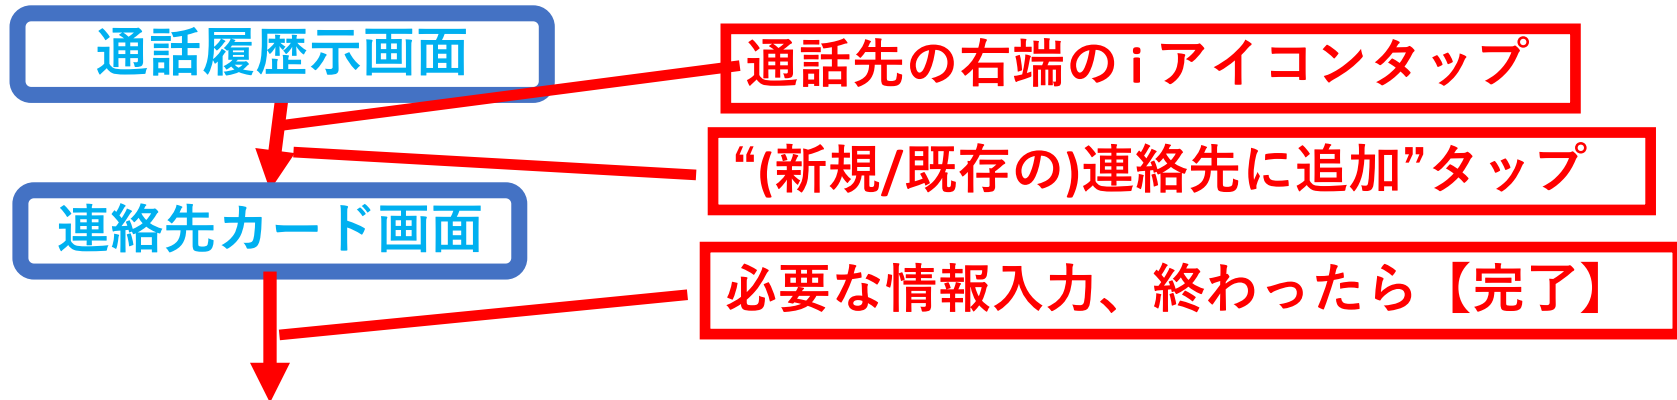 通話履歴示画面
通話先の右端のiアイコンタップ
“(新規/既存の)連絡先に追加”タップ
連絡先カード画面
必要な情報入力、終わったら【完了】